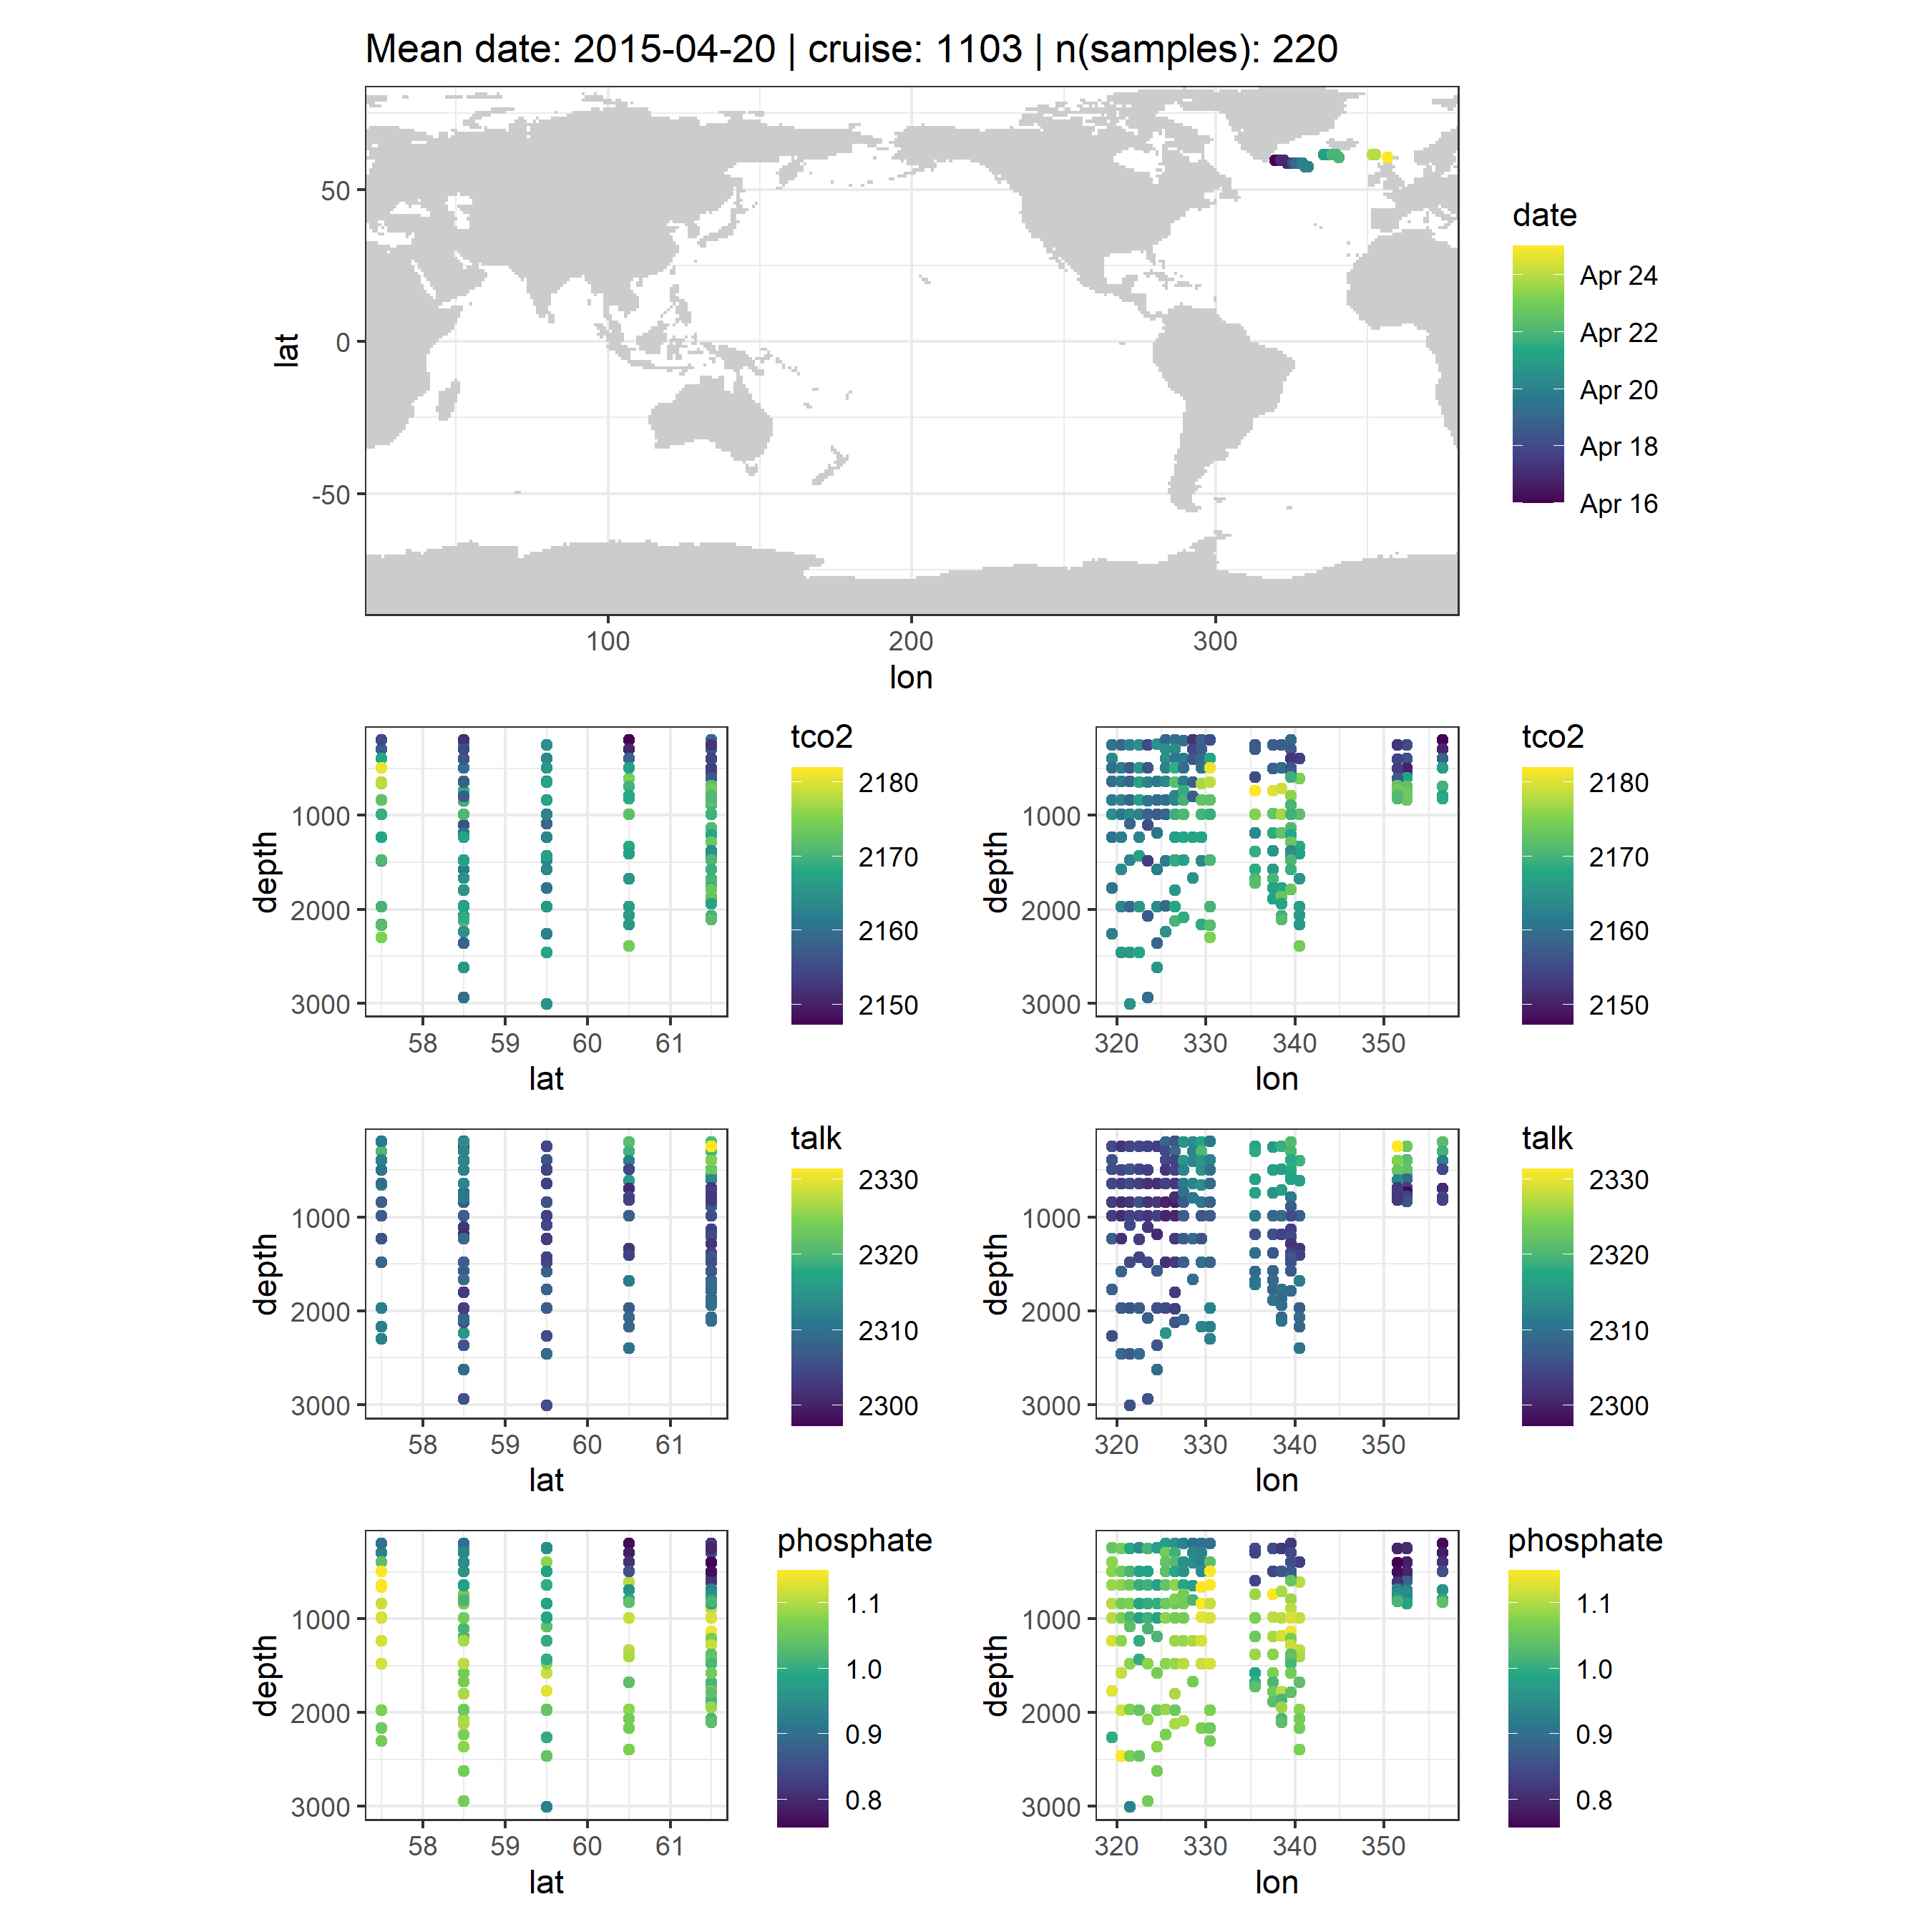 Mean date: 2015-04-20 | cruise: 1103 | n(samples): 220
lat
50
0
-50
100
200
300
lon
date
Apr 24
Apr 22
Apr 20
Apr 18
Apr 16
depth
1000
2000
3000
58
59
60
61
lat
tco2
2180
2170
2160
2150
depth
1000
2000
3000
320
330
340
350
lon
tco2
2180
2170
2160
2150
depth
1000
2000
3000
58
59
60
61
lat
talk
2330
2320
2310
2300
depth
1000
2000
3000
320
330
340
350
lon
talk
2330
2320
2310
2300
depth
1000
2000
3000
58
59
60
61
lat
phosphate
1.1
1.0
0.9
0.8
depth
1000
2000
3000
320
330
340
350
lon
phosphate
1.1
1.0
0.9
0.8